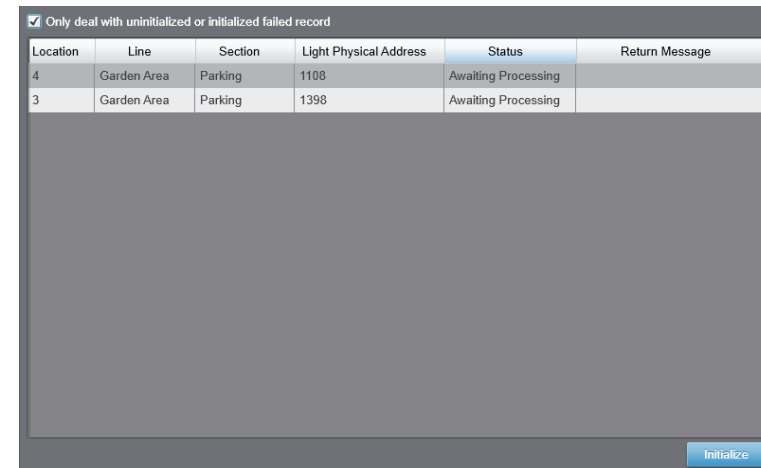 Only deal with uninitialized or initialized failed record
Location Line Section Light Physical Address Status Return Message
4 Garden Area Parking 1108 Awaiting Processing
3 Garden Area Parking 1398 Awaiting Processing
Initialize